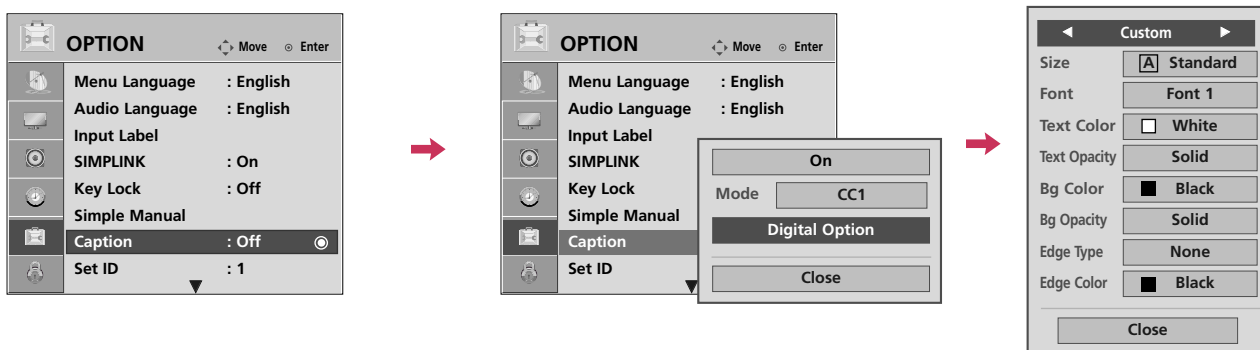 OPTION Move Enter
Menu Language : English
Audio Language : English
Input Label
SIMPLINK : On
Key Lock : Off
Simple Manual
Caption : Off
Set ID : 1
OPTION Move Enter
Menu Language : English
Audio Language : English
Input Label
SIMPLINK
Key Lock
Simple Manual
Caption
Set ID
On
Mode CC1
Digital Option
Close
Custom
Size A Standard
Font Font 1
Text Color White
Text Opacity Solid
Bg Color Black
Bg Opacity Solid
Edge Type None
Edge Color Black
Close